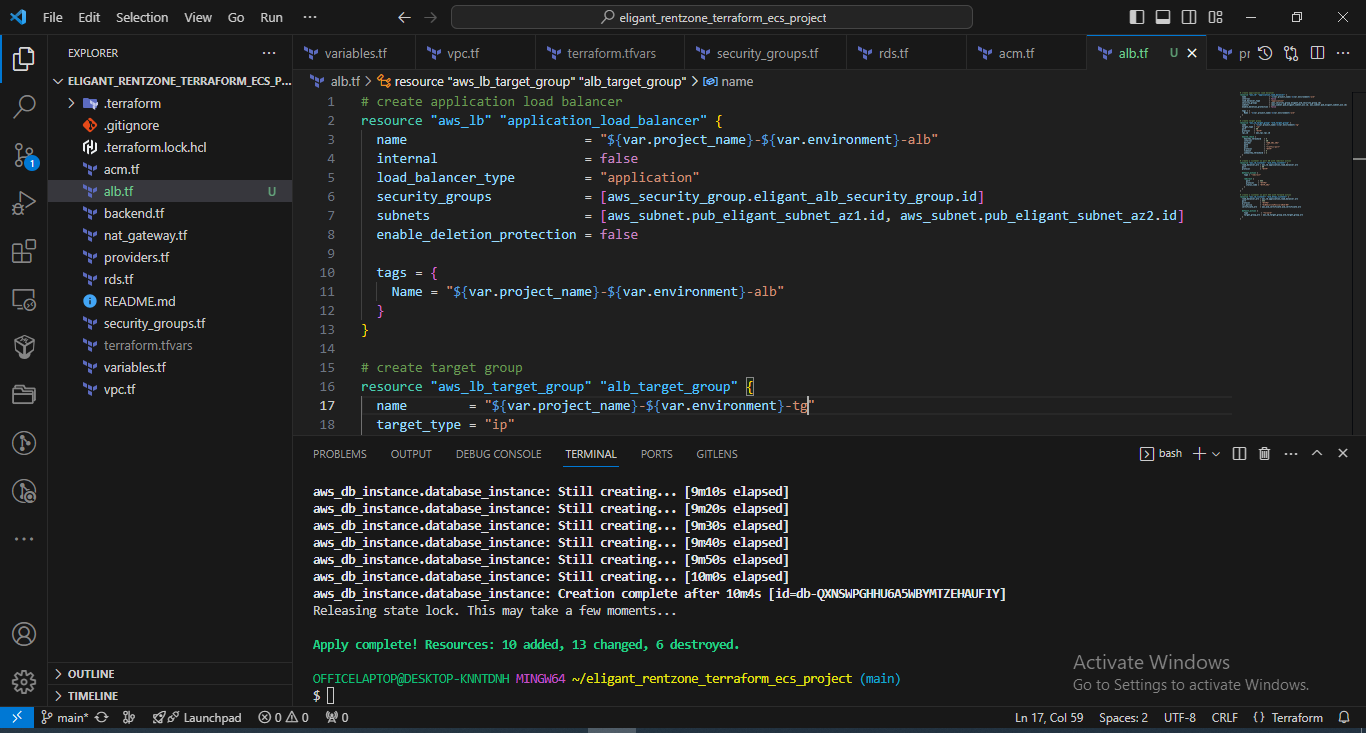 File Edit Selection View Go Run ···
eligant_rentzone_terraform_ecs_project
EXPLORER ···
ELIGANT_RENTZONE_TERRAFORM_ECS_P...
.terraform
.gitignore
.terraform.lock.hcl
acm.tf
alb.tf U
backend.tf
nat_gateway.tf
providers.tf
rds.tf
README.md
security_groups.tf
terraform.tfvars
variables.tf
vpc.tf
OUTLINE
TIMELINE
1
variables.tf vpc.tf terraform.tfvars security_groups.tf rds.tf acm.tf alb.tf U pr
alb.tf > resource "aws_lb_target_group" "alb_target_group" > name
1 # create application load balancer
2 resource "aws_lb" "application_load_balancer" {
3 name = "${var.project_name}-${var.environment}-alb"
4 internal = false
5 load_balancer_type = "application"
6 security_groups = [aws_security_group.eligant_alb_security_group.id]
7 subnets = [aws_subnet.pub_eligant_subnet_az1.id, aws_subnet.pub_eligant_subnet_az2.id]
8 enable_deletion_protection = false
9
10 tags = {
11 Name = "${var.project_name}-${var.environment}-alb"
12 }
13 }
14
15 # create target group
16 resource "aws_lb_target_group" "alb_target_group" {
17 name = "${var.project_name}-${var.environment}-tg"
18 target_type = "ip"
PROBLEMS OUTPUT DEBUG CONSOLE TERMINAL PORTS GITLENS
bash
aws_db_instance.database_instance: Still creating... [9m10s elapsed]
aws_db_instance.database_instance: Still creating... [9m20s elapsed]
aws_db_instance.database_instance: Still creating... [9m30s elapsed]
aws_db_instance.database_instance: Still creating... [9m40s elapsed]
aws_db_instance.database_instance: Still creating... [9m50s elapsed]
aws_db_instance.database_instance: Still creating... [10m0s elapsed]
aws_db_instance.database_instance: Creation complete after 10m4s [id=db-QXNSWPGHHU6A5WBYMTZEHAUFIY]
Releasing state lock. This may take a few moments...
Apply complete! Resources: 10 added, 13 changed, 6 destroyed.
OFFICELAPTOP@DESKTOP-KNNTDNH MINGW64 ~/eligant_rentzone_terraform_ecs_project (main)
$
Activate Windows
Go to Settings to activate Windows.
main* Launchpad 0 0 0 Ln 17, Col 59 Spaces: 2 UTF-8 CRLF {} Terraform